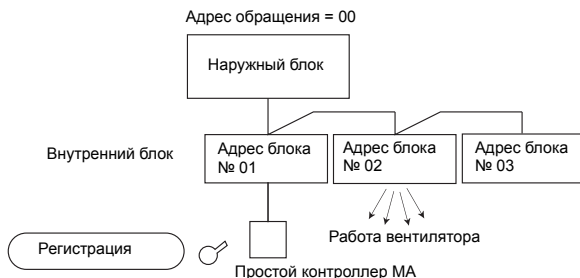 Адрес обращения = 00
Наружный блок
Внутренний блок
Адрес блока
№ 01
Адрес блока
№ 02
Адрес блока
№ 03
Работа вентилятора
Регистрация
Простой контроллер МА